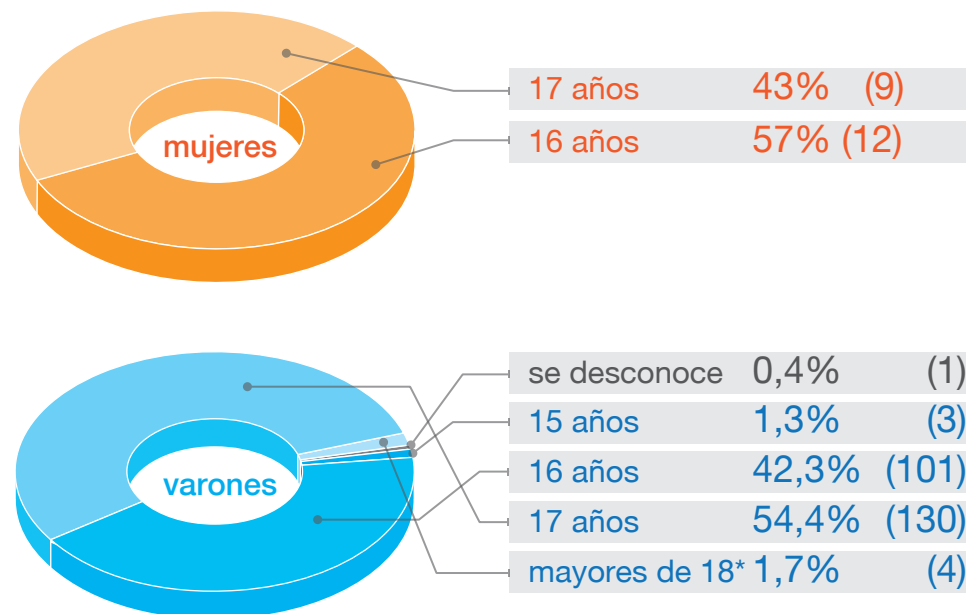 mujeres
17 años 43% (9)
16 años 57% (12)
varones
se desconoce 0,4% (1)
15 años 1,3% (3)
16 años 42,3% (101)
17 años 54,4% (130)
mayores de 18* 1,7% (4)